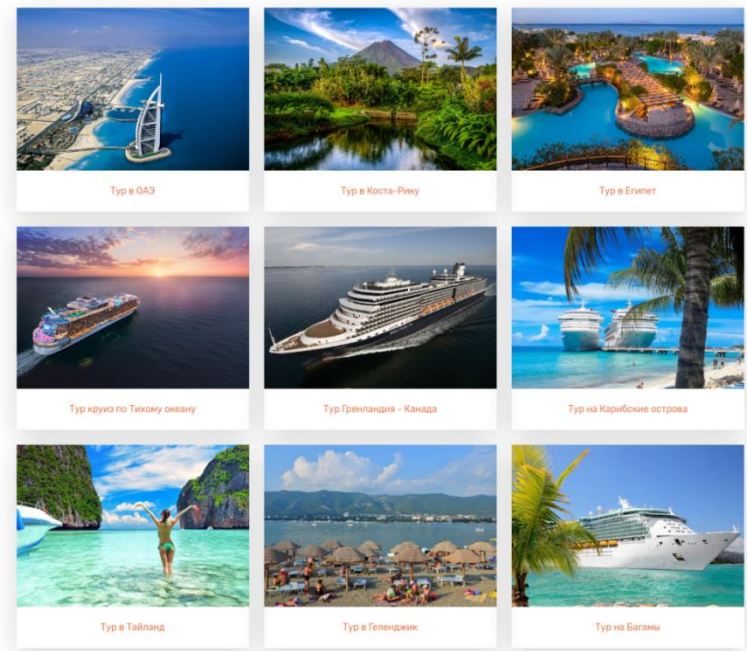 Тур в ОАЭ
Тур в Коста-Рику
Тур в Египет
Тур круиз по Тихому океану
Тур Гренландия - Канада
Тур на Карибские острова
Тур в Тайланд
Тур в Геленджик
Тур на Багамы